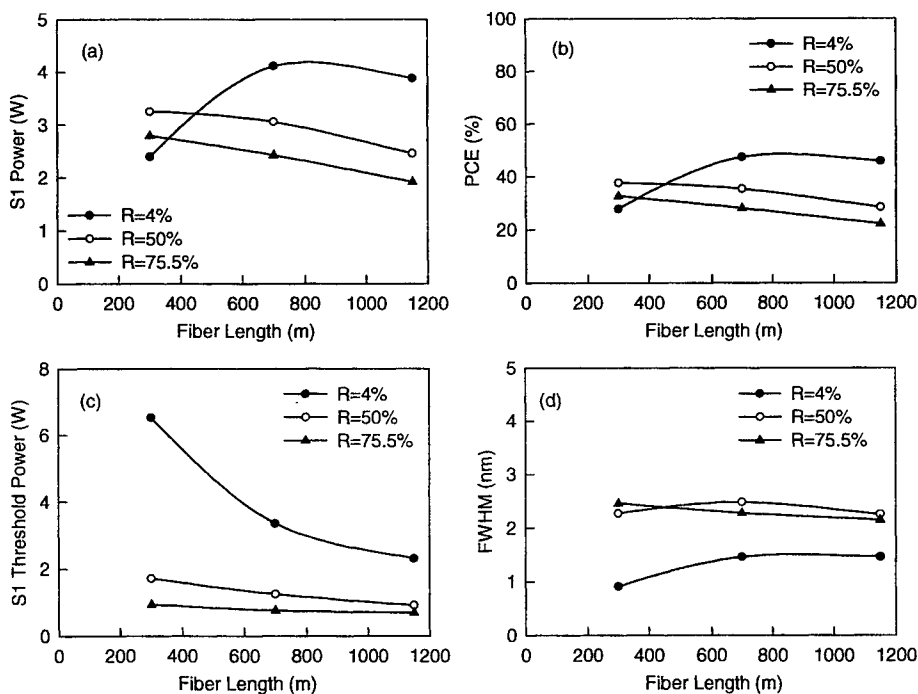 (a)
S1 Power (W)
5
4
3
2
1
0
R=4%
R=50%
R=75.5%
0 200 400 600 800 1000 1200
Fiber Length (m)
(b)
PCE (%)
100
80
60
40
20
0
R=4%
R=50%
R=75.5%
0 200 400 600 800 1000 1200
Fiber Length (m)
(c)
S1 Threshold Power (W)
8
6
4
2
0
R=4%
R=50%
R=75.5%
0 200 400 600 800 1000 1200
Fiber Length (m)
(d)
FWHM (nm)
5
4
3
2
1
0
R=4%
R=50%
R=75.5%
0 200 400 600 800 1000 1200
Fiber Length (m)